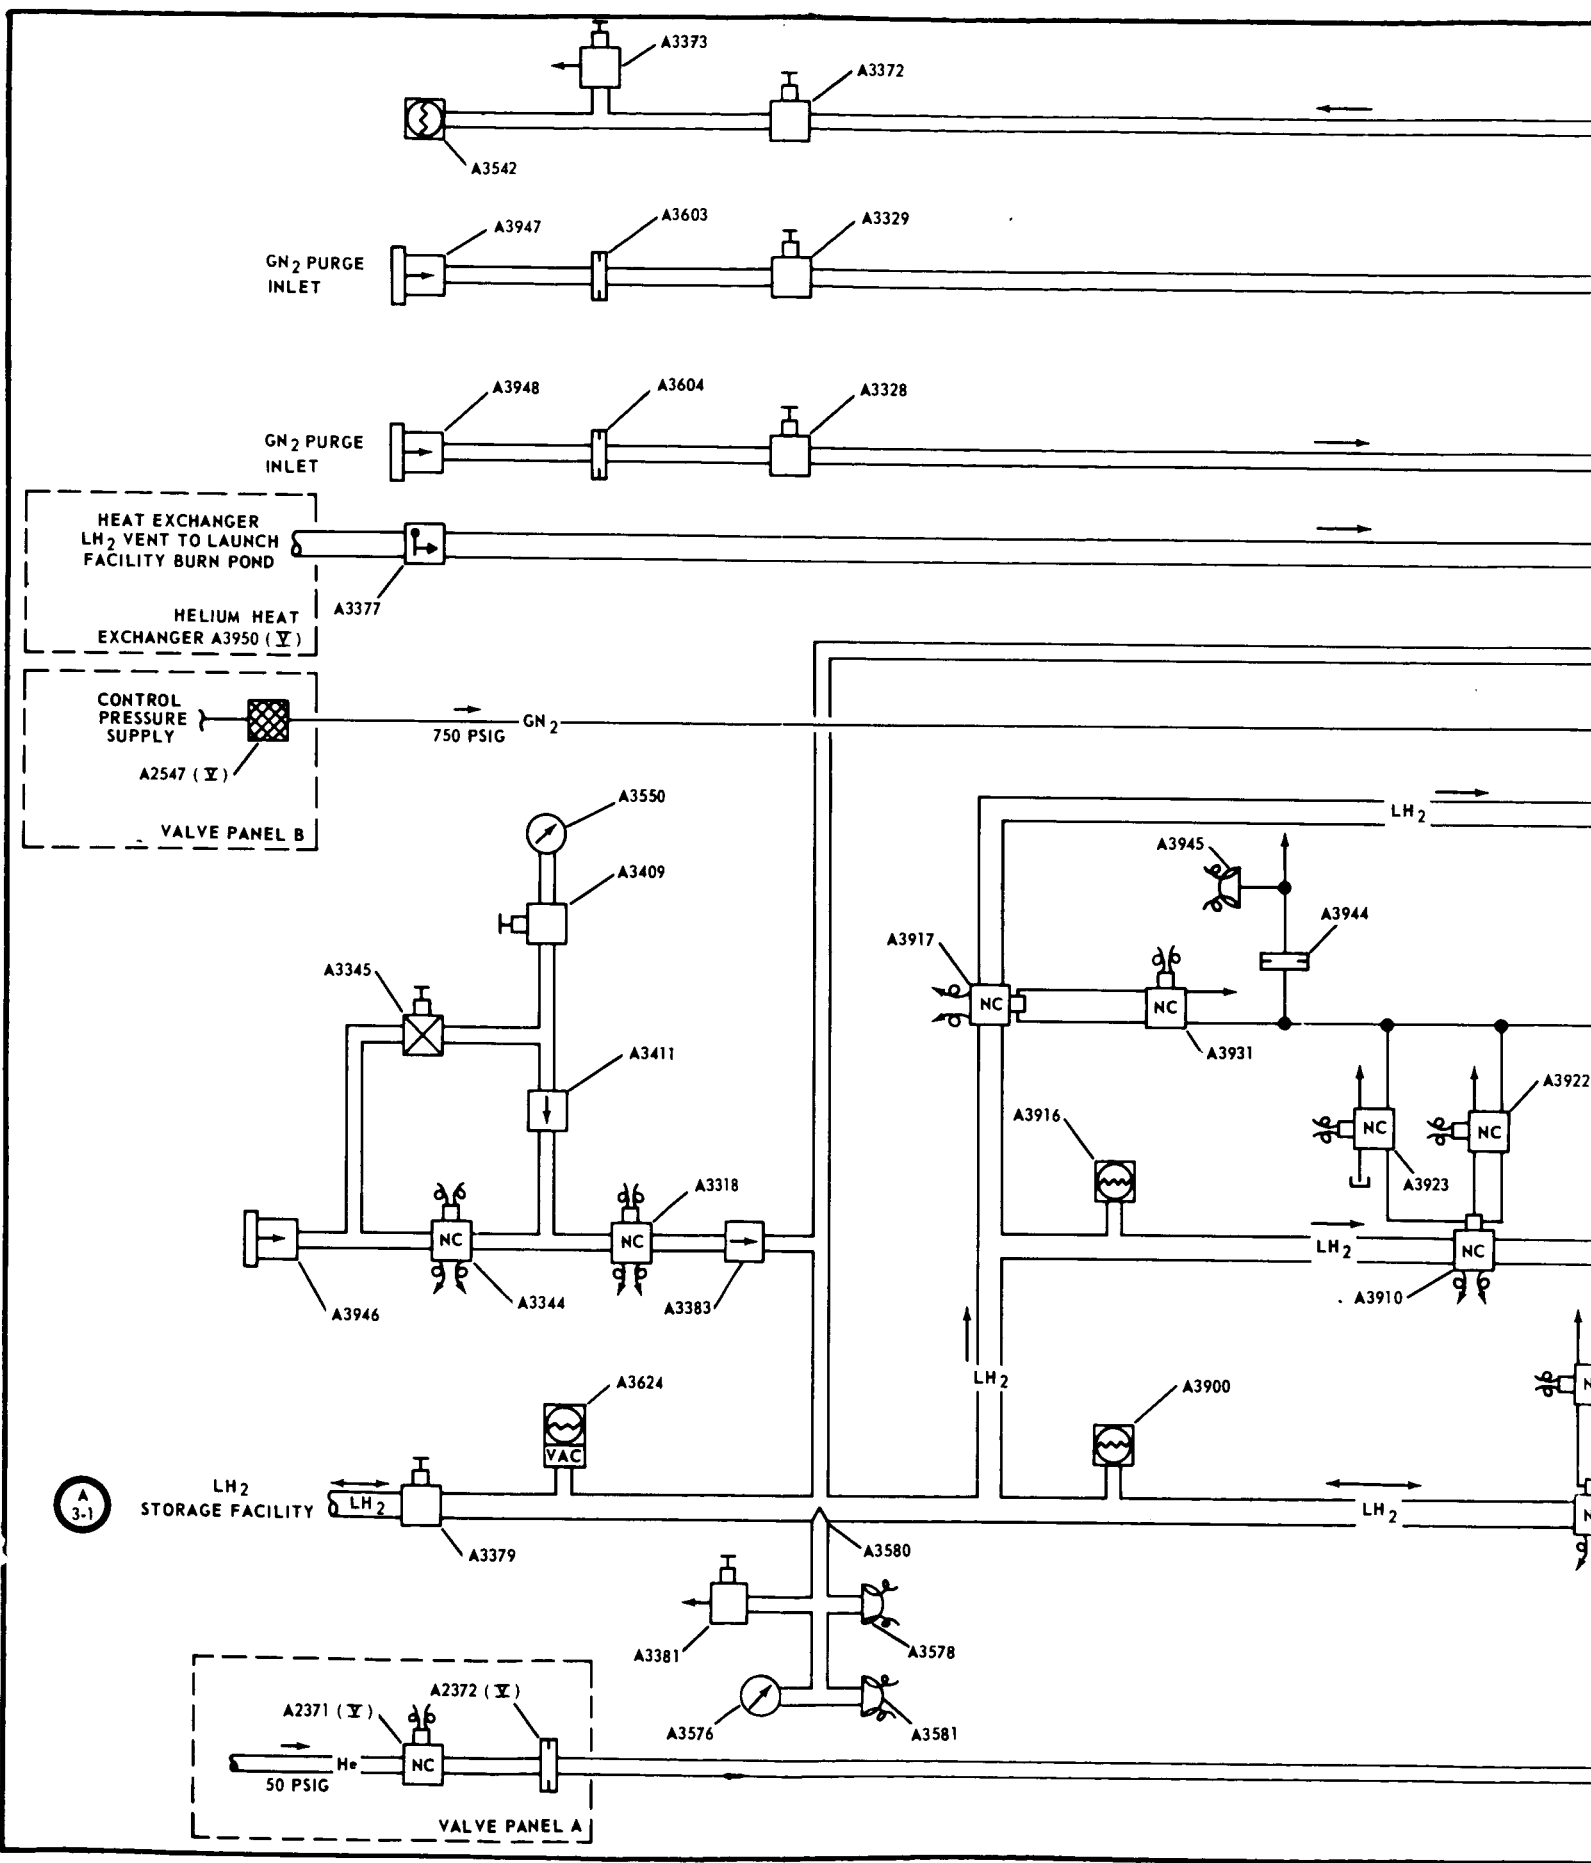 A3373
A3372
A3542
A3947
A3603
A3329
GN2 PURGE
INLET
A3948
A3604
A3328
GN2 PURGE
INLET
HEAT EXCHANGER
LH2 VENT TO LAUNCH
FACILITY BURN POND
A3377
HELIUM HEAT
EXCHANGER A3950 (V)
CONTROL
PRESSURE
SUPPLY
GN2
750 PSIG
A2547 (V)
VALVE PANEL B
A3550
LH2
A3945
A3409
A3944
A3917
A3345
NC
NC
A3931
A3411
A3922
A3916
NC
NC
A3923
A3318
NC
NC
LH2
NC
A3946
A3344
A3383
A3910
LH2
A3624
A3900
N
VAC
A
3-1
LH2
STORAGE FACILITY
LH2
LH2
N
A3379
A3580
A3381
A3578
A2371 (V)
A2372 (V)
A3576
A3581
He
NC
50 PSIG
VALVE PANEL A